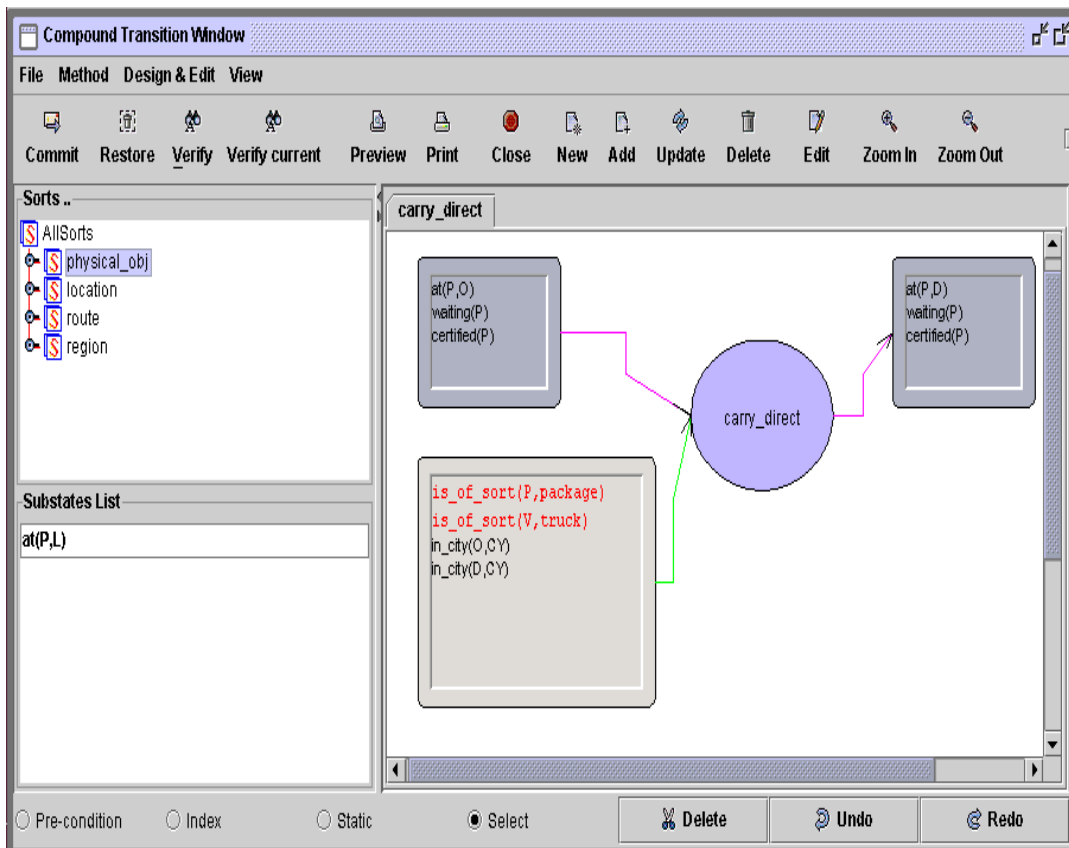 Compound Transition Window
File Method Design & Edit View
Commit Restore Verify Verify current Preview Print Close New Add Update Delete Edit Zoom In Zoom Out
Sorts ..
AllSorts
physical_obj
location
route
region
Substates List
at(P,L)
carry_direct
at(P,O)
waiting(P)
certified(P)
is_of_sort(P,package)
is_of_sort(V,truck)
in_city(O,CY)
in_city(D,CY)
carry_direct
at(P,D)
waiting(P)
certified(P)
Pre-condition Index Static Select Delete Undo Redo